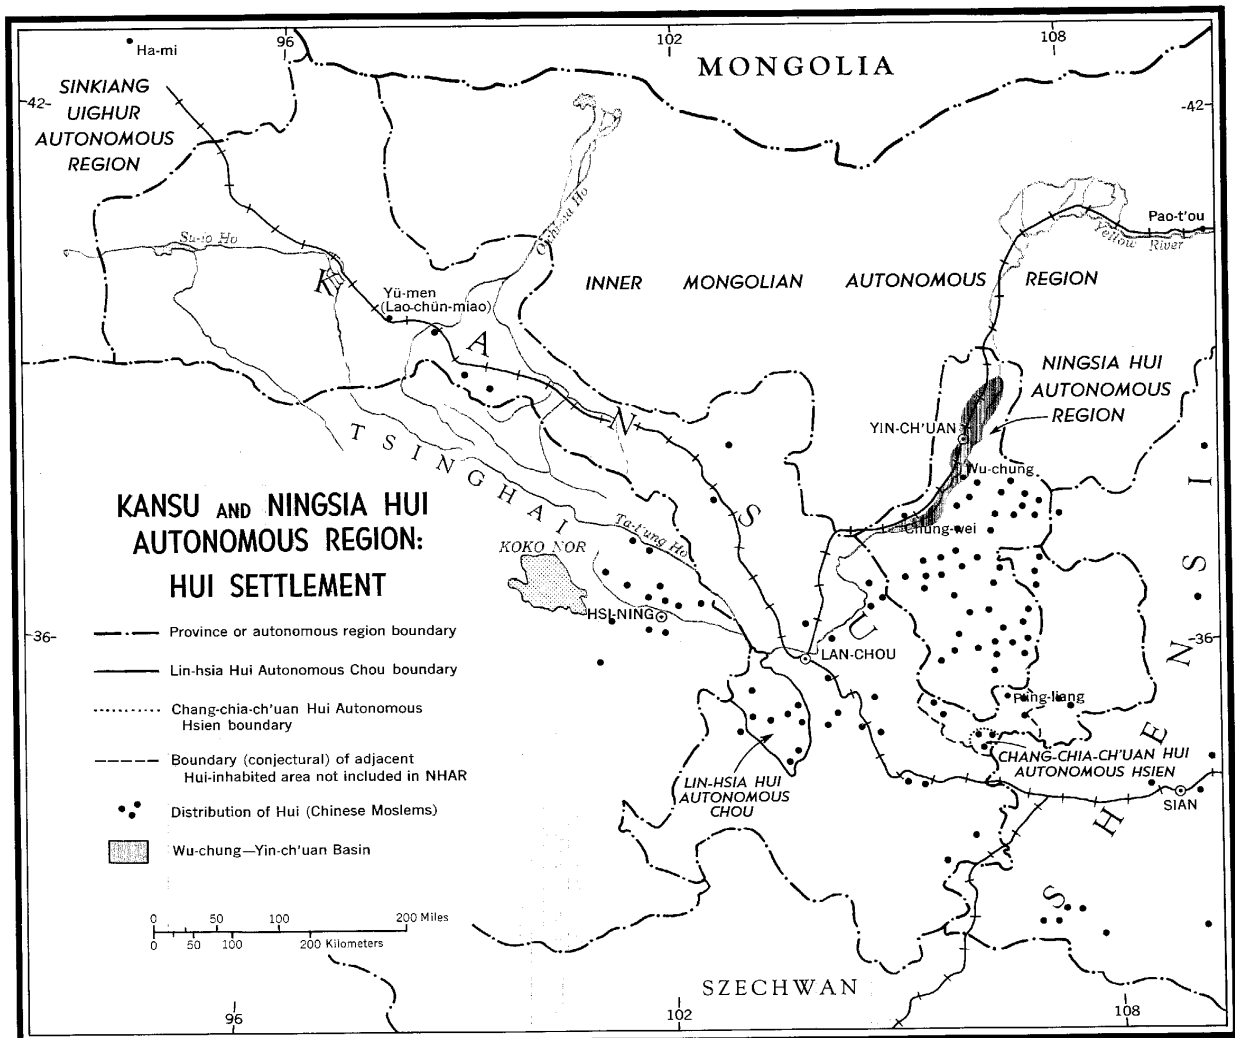 96
102
108
Ha-mi
MONGOLIA
SINKIANG
UIGHUR
AUTONOMOUS
REGION
42-
-42
Su-lo Ho
Pao-t'ou
Yellow River
INNER MONGOLIAN AUTONOMOUS REGION
Yü-men
(Lao-chün-miao)
KANSU
NINGSIA HUI
AUTONOMOUS
REGION
YIN-CH'UAN
Wu-chung
Chung-wei
TSINGHAI
KANSU AND NINGSIA HUI
AUTONOMOUS REGION:
HUI SETTLEMENT
Ta-t'ung Ho
KOKO NOR
HSI-NING
SHENSI
Province or autonomous region boundary
36-
-36
LAN-CHOU
Lin-hsia Hui Autonomous Chou boundary
P'ing-liang
Chang-chia-ch'uan Hui Autonomous
Hsien boundary
Boundary (conjectural) of adjacent
Hui-inhabited area not included in NHAR
CHANG-CHIA-CH'UAN HUI
AUTONOMOUS HSIEN
LIN-HSIA HUI
AUTONOMOUS
CHOU
SIAN
Distribution of Hui (Chinese Moslems)
Wu-chung—Yin-ch'uan Basin
0 50 100 200 Miles
0 50 100 200 Kilometers
SZECHWAN
96
102
108